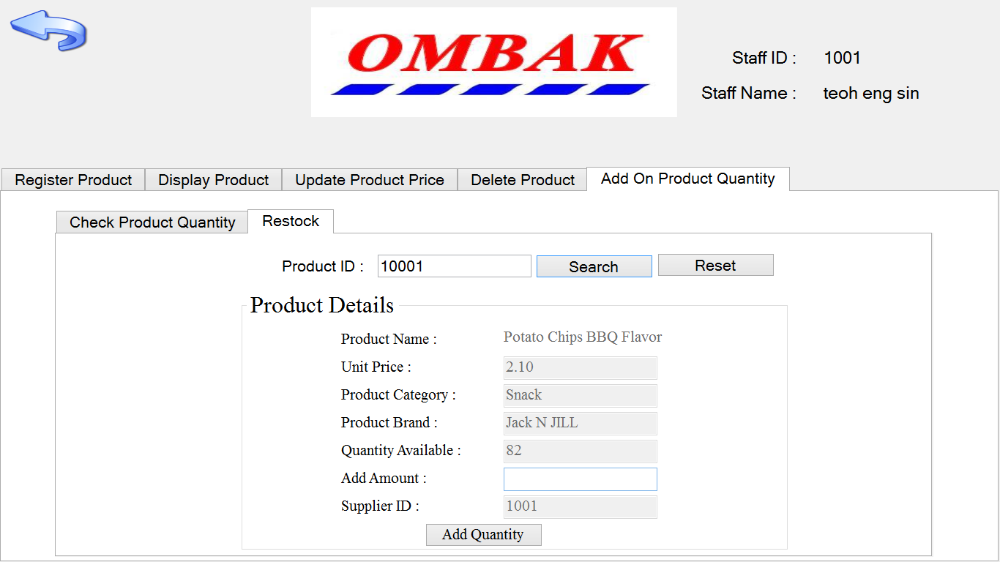 OMBAK
Staff ID : 1001
Staff Name : teoh eng sin
Register Product Display Product Update Product Price Delete Product Add On Product Quantity
Check Product Quantity Restock
Product ID : 10001 Search Reset
Product Details
Product Name : Potato Chips BBQ Flavor
Unit Price : 2.10
Product Category : Snack
Product Brand : Jack N JILL
Quantity Available : 82
Add Amount :
Supplier ID : 1001
Add Quantity